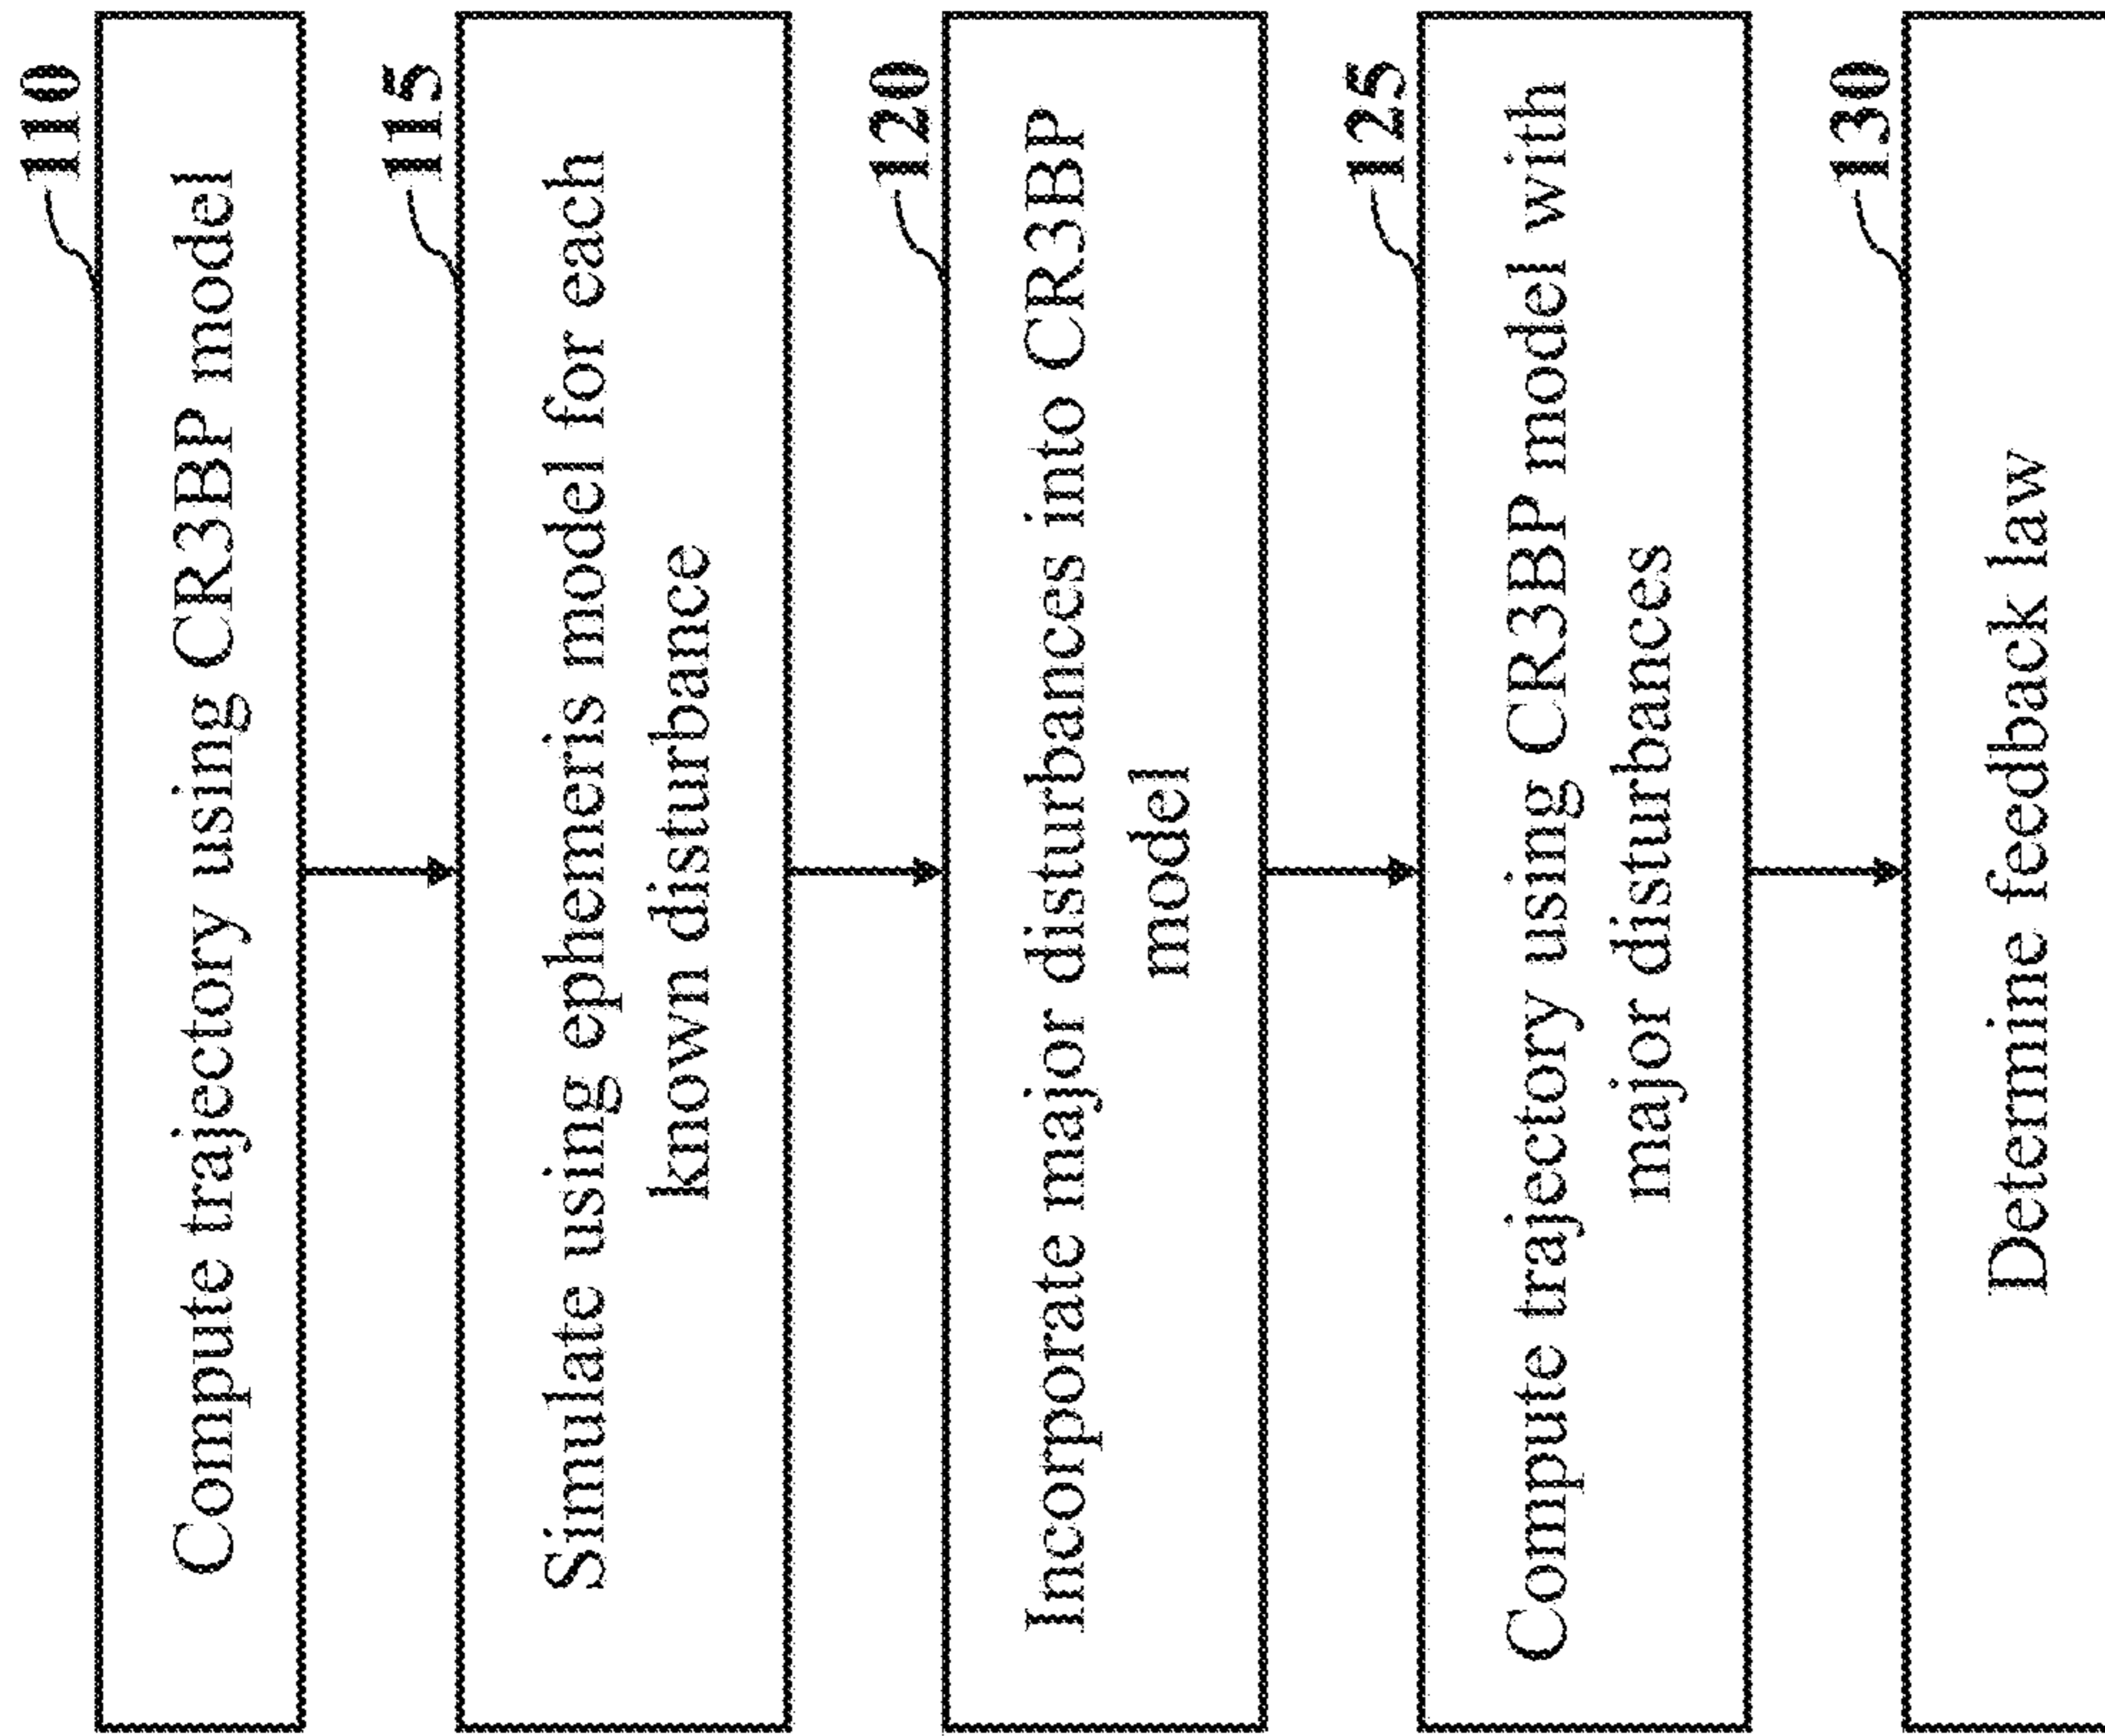 110
Compute trajectory using CR3BP model
115
Simulate using ephemeris model for each
known disturbance
120
Incorporate major disturbances into CR3BP
model
125
Compute trajectory using CR3BP model with
major disturbances
130
Determine feedback law